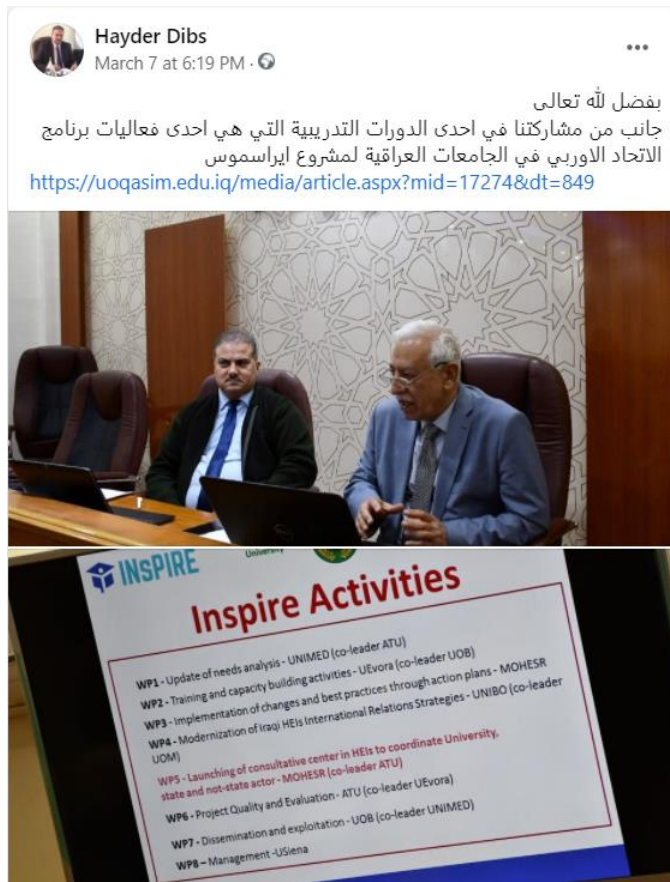 Hayder Dibs
March 7 at 6:19 PM ·
بفضل لله تعالى
جانب من مشاركتنا في احدى الدورات التدريبية التي هي احدى فعاليات برنامج
الاتحاد الاوربي في الجامعات العراقية لمشروع ايراسموس
https://uoqasim.edu.iq/media/article.aspx?mid=17274&dt=849
INSPIRE
University
Inspire Activities
WP1 - Update of needs analysis - UNIMED (co-leader ATU)
WP2 - Training and capacity building activities - UEvora (co-leader UOB)
WP3 - Implementation of changes and best practices through action plans - MOHESR
WP4 - Modernization of Iraqi HEIs International Relations Strategies - UNIBO (co-leader
UOM)
WP5 - Launching of consultative center in HEIs to coordinate University,
state and not-state actor - MOHESR (co-leader ATU)
WP6 - Project Quality and Evaluation - ATU (co-leader UEvora)
WP7 - Dissemination and exploitation - UOB (co-leader UNIMED)
WP8 – Management -USiena